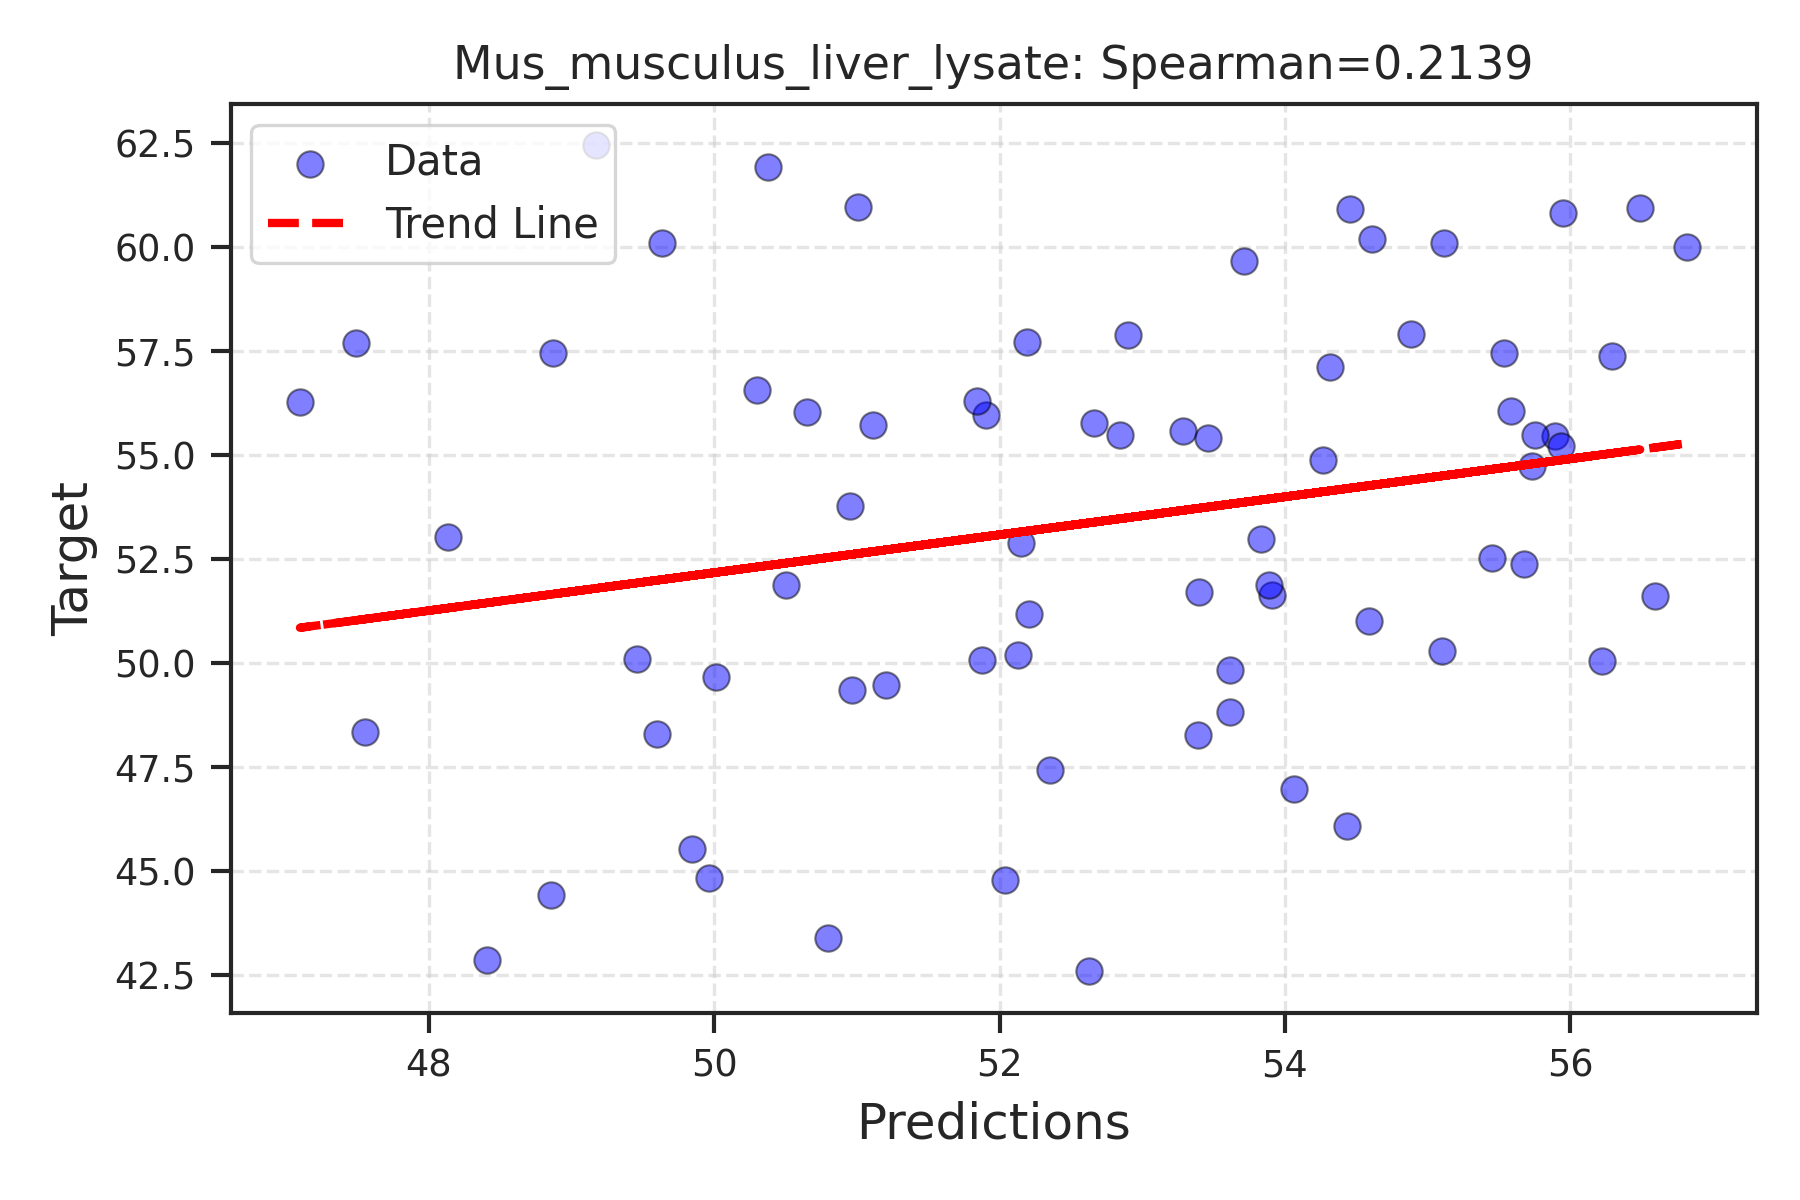 Mus_musculus_liver_lysate: Spearman=0.2139
Data
Trend Line
62.5
60.0
57.5
55.0
52.5
50.0
47.5
45.0
42.5
Target
48 50 52 54 56
Predictions